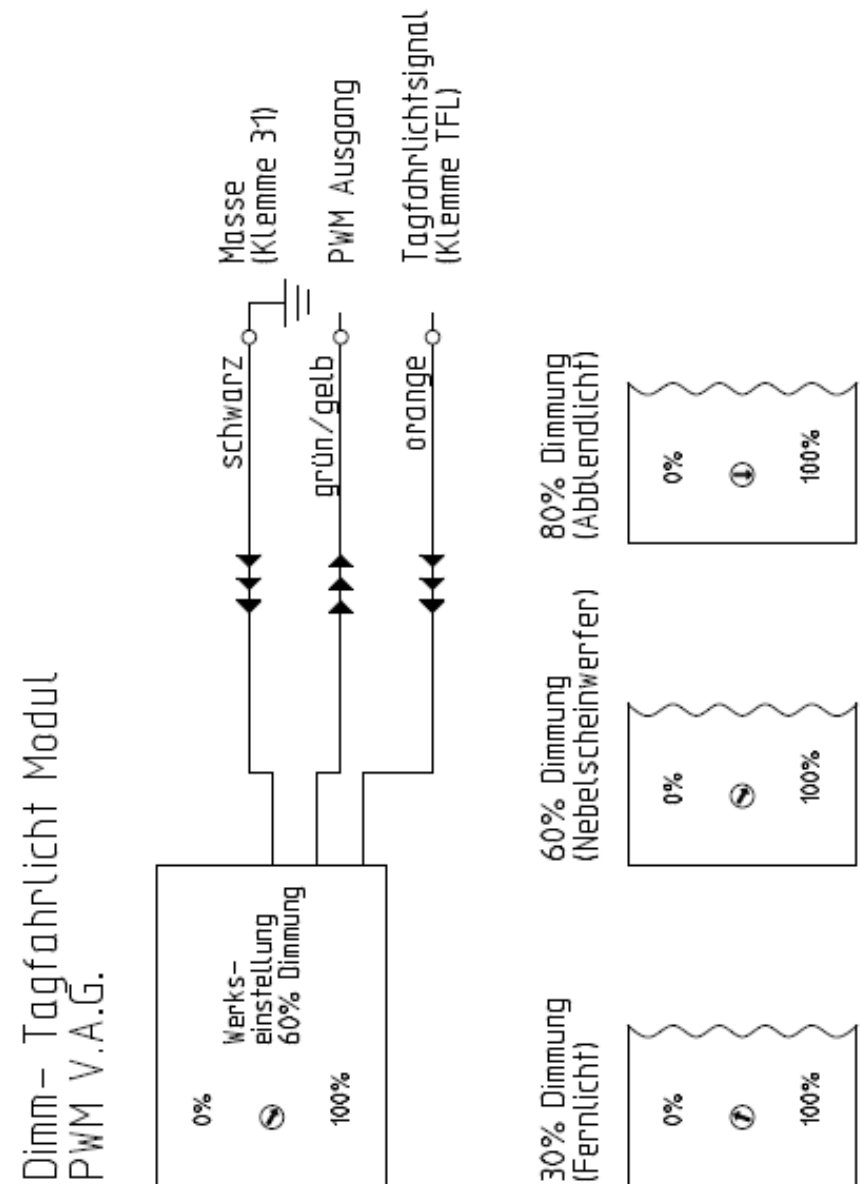 Dimm- Tagfahrlicht Modul
PWM V.A.G.
0%
100%
Werks-
einstellung
60% Dimmung
schwarz
Masse
(Klemme 31)
grün/gelb
PWM Ausgang
orange
Tagfahrlichtsignal
(Klemme TFL)
30% Dimmung
(Fernlicht)
0%
100%
60% Dimmung
(Nebelscheinwerfer)
0%
100%
80% Dimmung
(Abblendlicht)
0%
100%